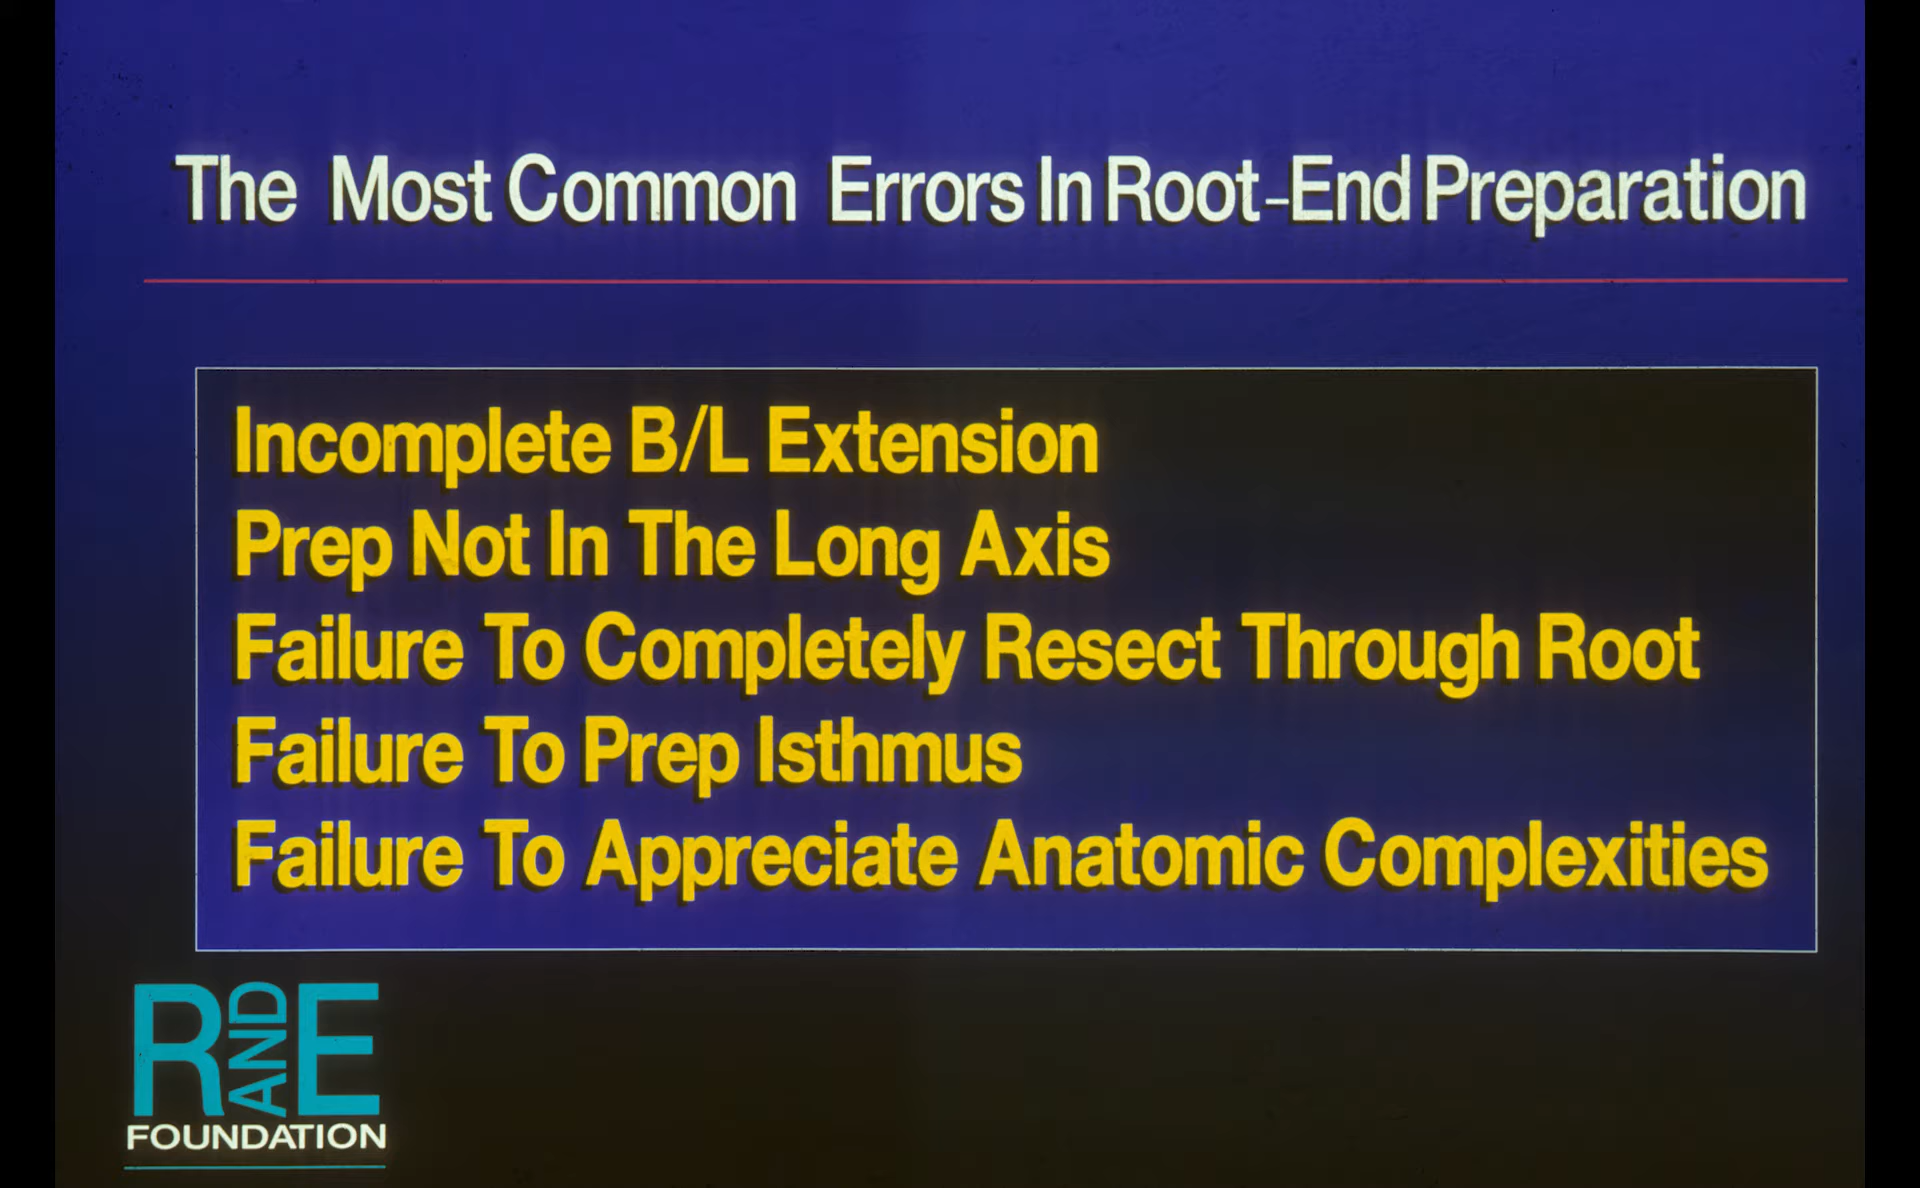 The Most Common Errors In Root-End Preparation
Incomplete B/L Extension
Prep Not In The Long Axis
Failure To Completely Resect Through Root
Failure To Prep Isthmus
Failure To Appreciate Anatomic Complexities
R AND E
FOUNDATION